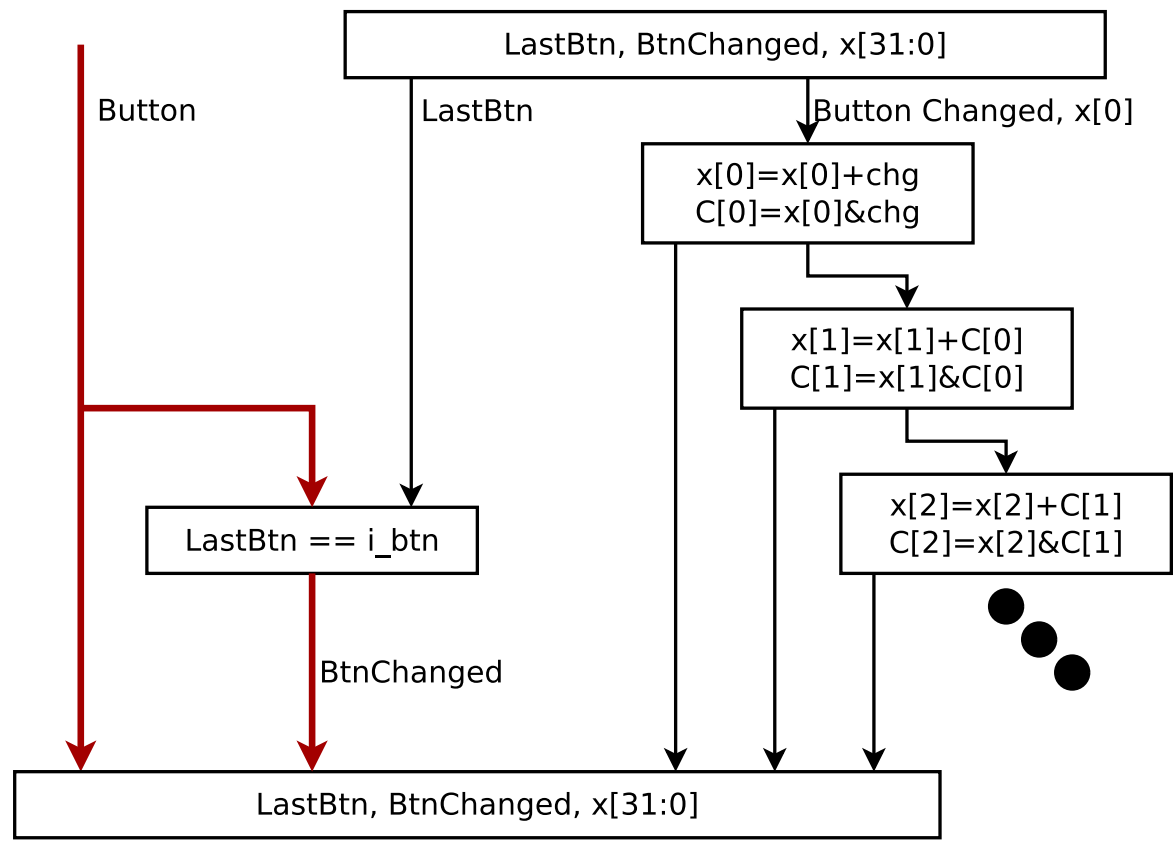 LastBtn, BtnChanged, x[31:0]
Button
LastBtn
Button Changed, x[0]
x[0]=x[0]+chg
C[0]=x[0]&chg
x[1]=x[1]+C[0]
C[1]=x[1]&C[0]
x[2]=x[2]+C[1]
C[2]=x[2]&C[1]
LastBtn == i_btn
BtnChanged
LastBtn, BtnChanged, x[31:0]